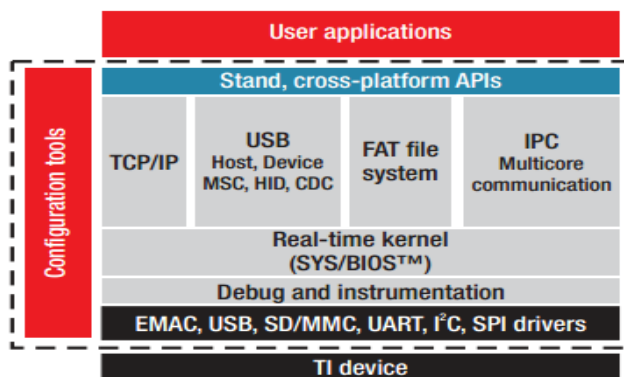 User applications
Configuration tools
Stand, cross-platform APIs
TCP/IP
USB
Host, Device
MSC, HID, CDC
FAT file
system
IPC
Multicore
communication
Real-time kernel
(SYS/BIOS™)
Debug and instrumentation
EMAC, USB, SD/MMC, UART, I²C, SPI drivers
TI device